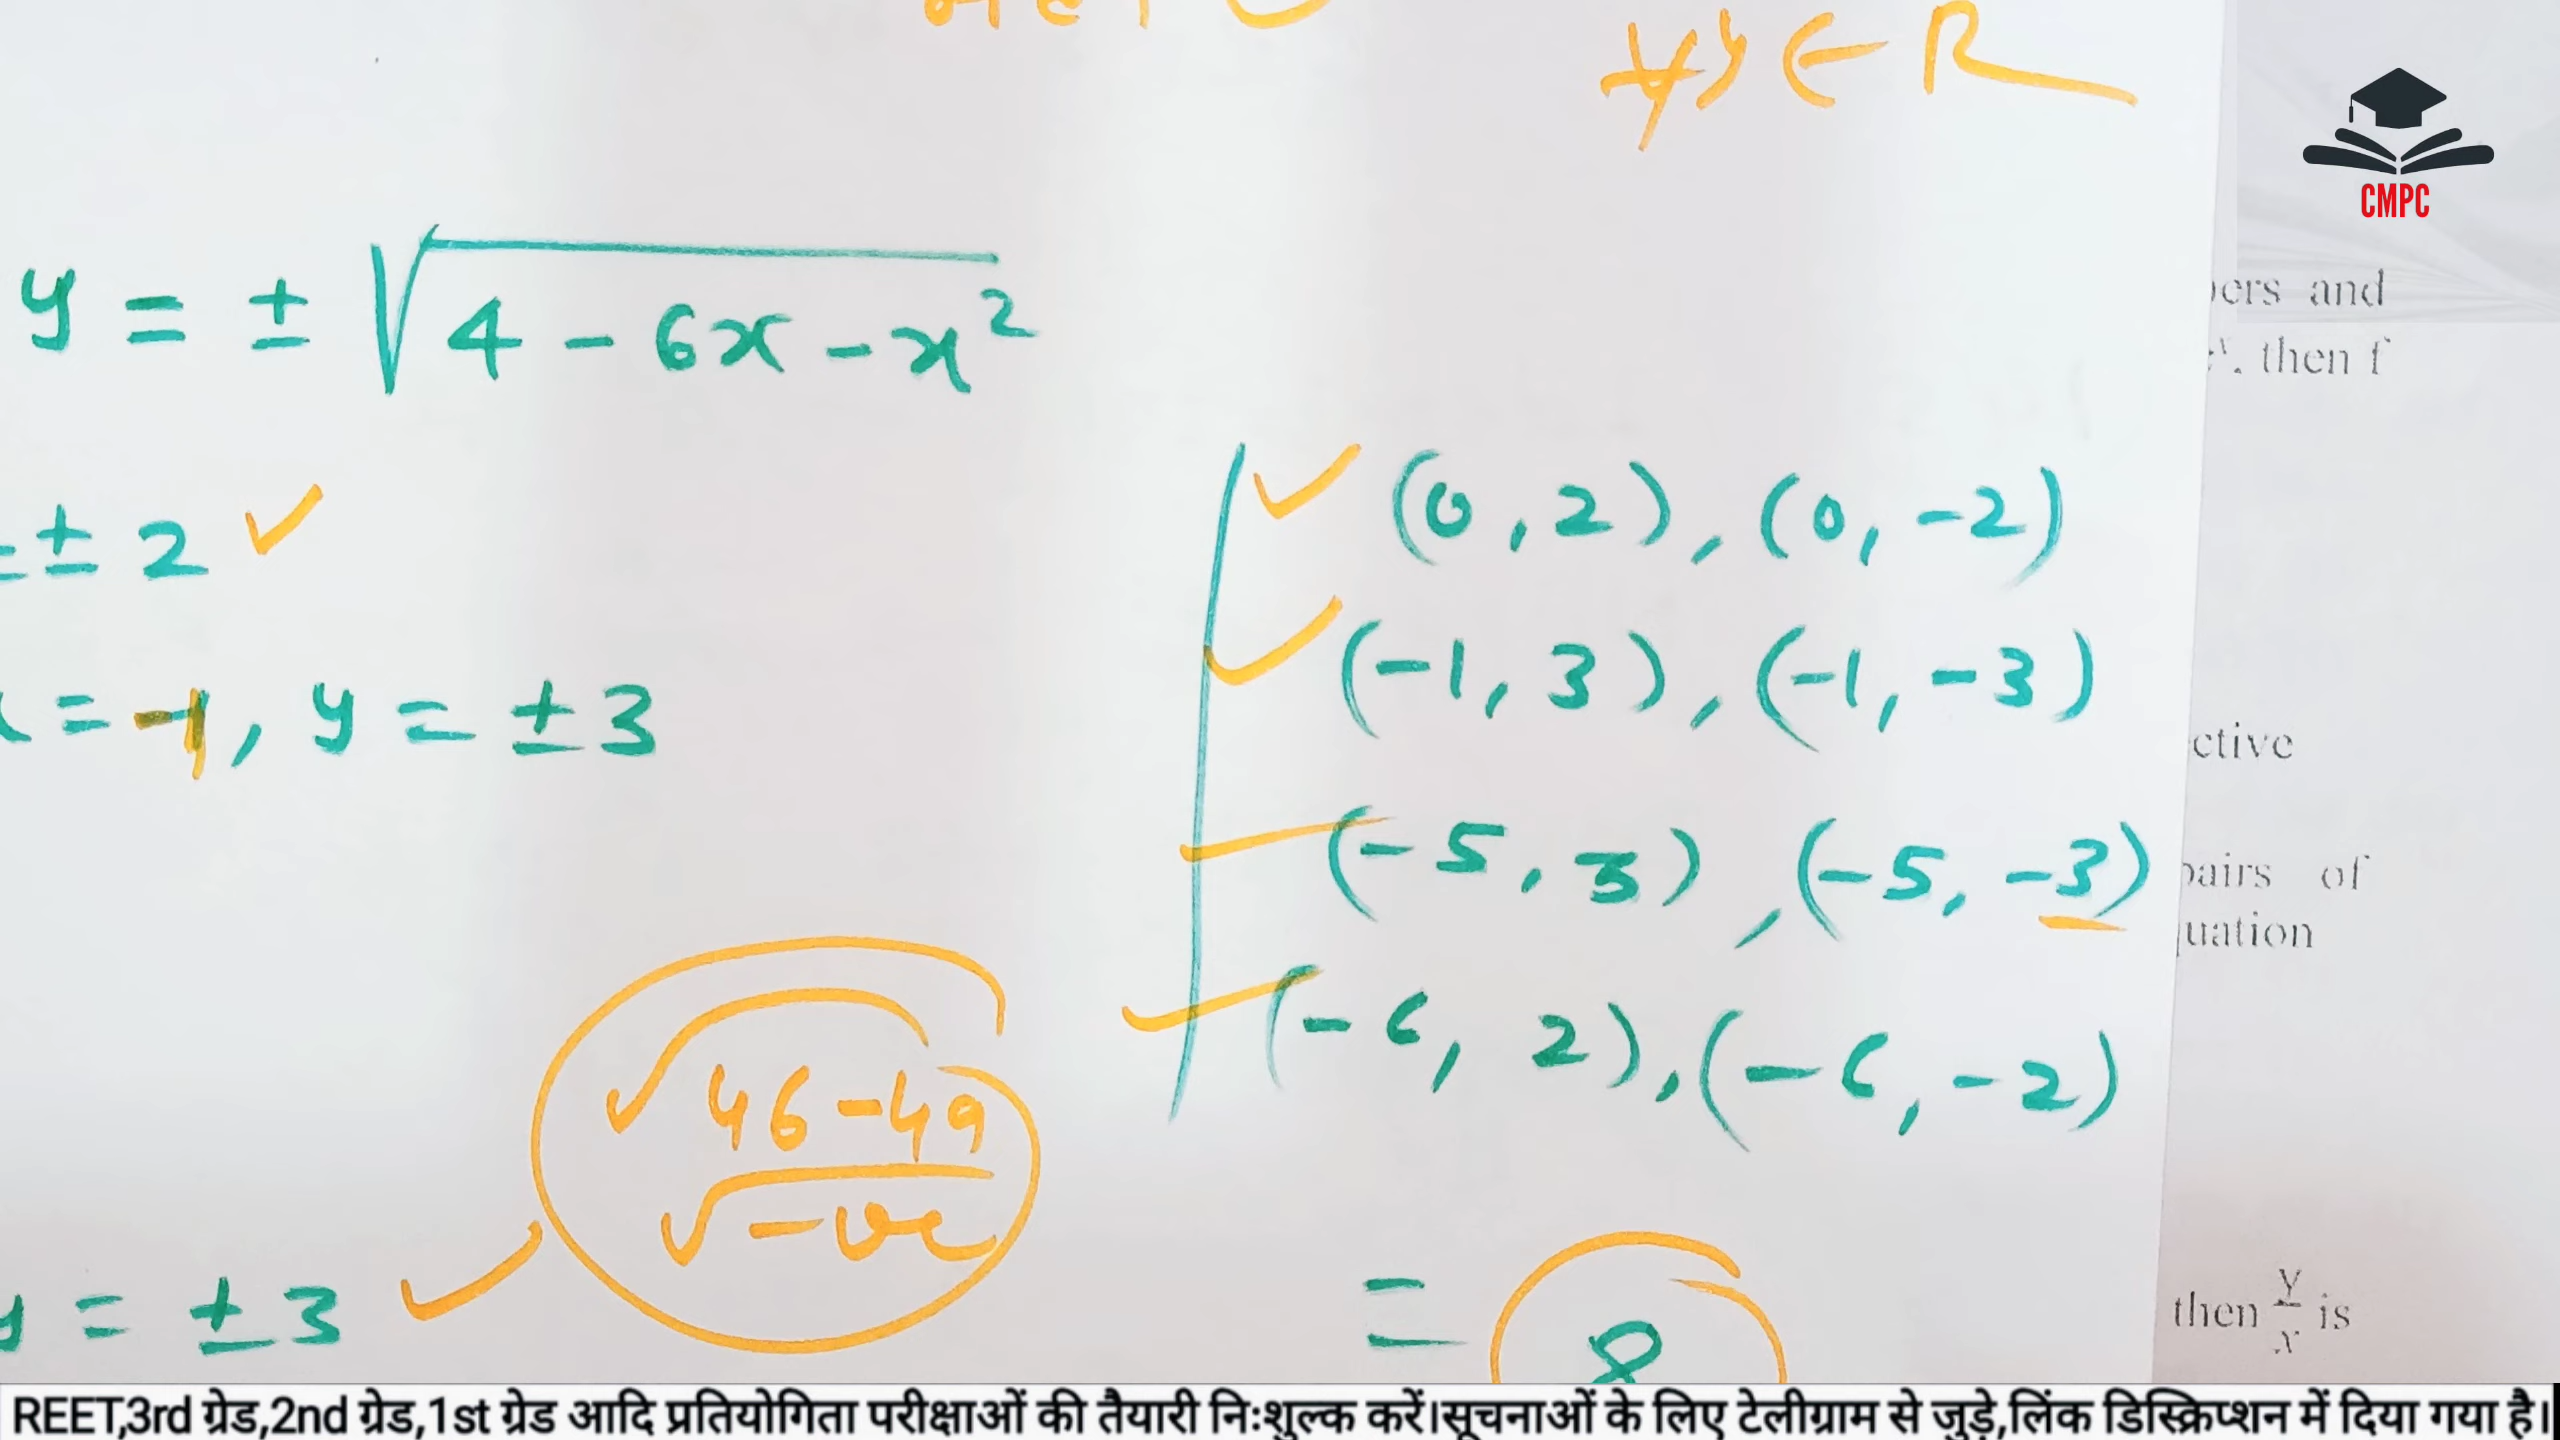 ∀y ∈ R
CMPC
y = ± √(4 - 6x - x²)
= ± 2 ✓
= -1, y = ± 3
✓ (0, 2), (0, -2)
✓ (-1, 3), (-1, -3)
(-5, 3), (-5, -3)
(-6, 2), (-6, -2)
√46-49
√-ve
y = ± 3 ✓
= 8
and
then f
ctive
pairs of
uation
then y/x is
REET,3rd ग्रेड,2nd ग्रेड,1st ग्रेड आदि प्रतियोगिता परीक्षाओं की तैयारी निःशुल्क करें।सूचनाओं के लिए टेलीग्राम से जुड़े,लिंक डिस्क्रिप्शन में दिया गया है।